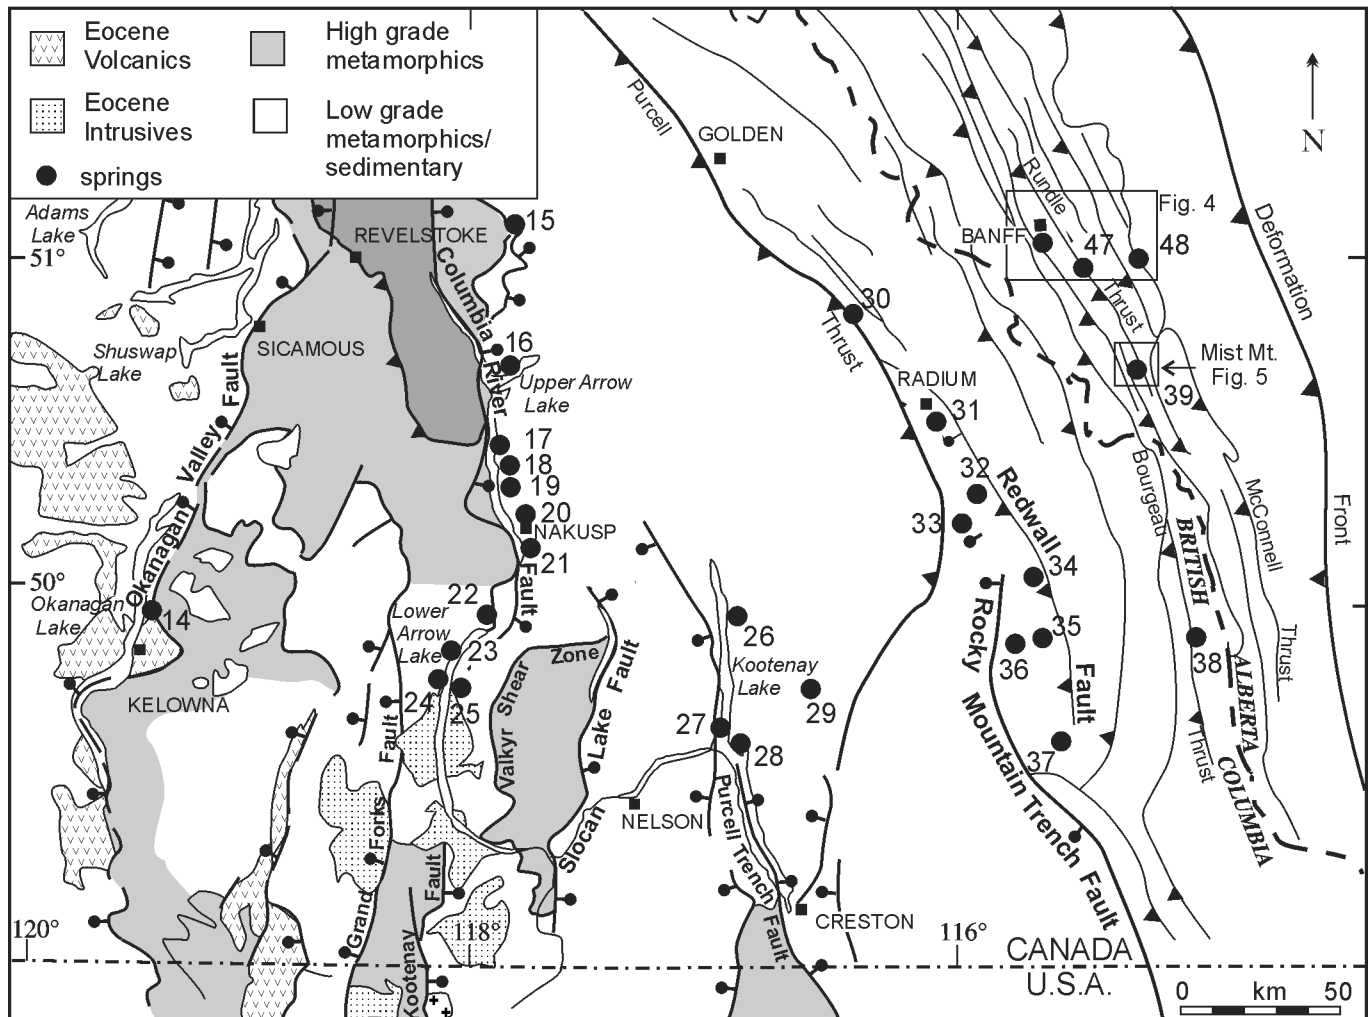 Eocene
Volcanics
High grade
metamorphics
Eocene
Intrusives
Low grade
metamorphics/
sedimentary
springs
N
Purcell
GOLDEN
Rundle
Fig. 4
Adams
Lake
REVELSTOKE
15
BANFF
47
48
51°
Columbia River
Deformation
Thrust
30
Thrust
Shuswap
Lake
SICAMOUS
16
Upper Arrow
Lake
Mist Mt.
Fig. 5
39
RADIUM
31
Fault
17
18
19
20
NAKUSP
21
Valley
32
33
Redwall
Bourgeau
McConnell
Front
BRITISH
50°
Okanagan
Okanagan
Lake
14
22
Fault
Lower
Arrow
Lake
23
24
25
34
35
36
Rocky
26
Kootenay
Lake
29
38
Thrust
ALBERTA
KELOWNA
Valkyr Shear
Zone
Lake Fault
27
28
Fault
37
Mountain Trench Fault
Thrust
COLUMBIA
Fault
Forks
Grand
Slocan
NELSON
Purcell Trench
Fault
Fault
Kootenay
CRESTON
120°
118°
116°
CANADA
U.S.A.
0 km 50